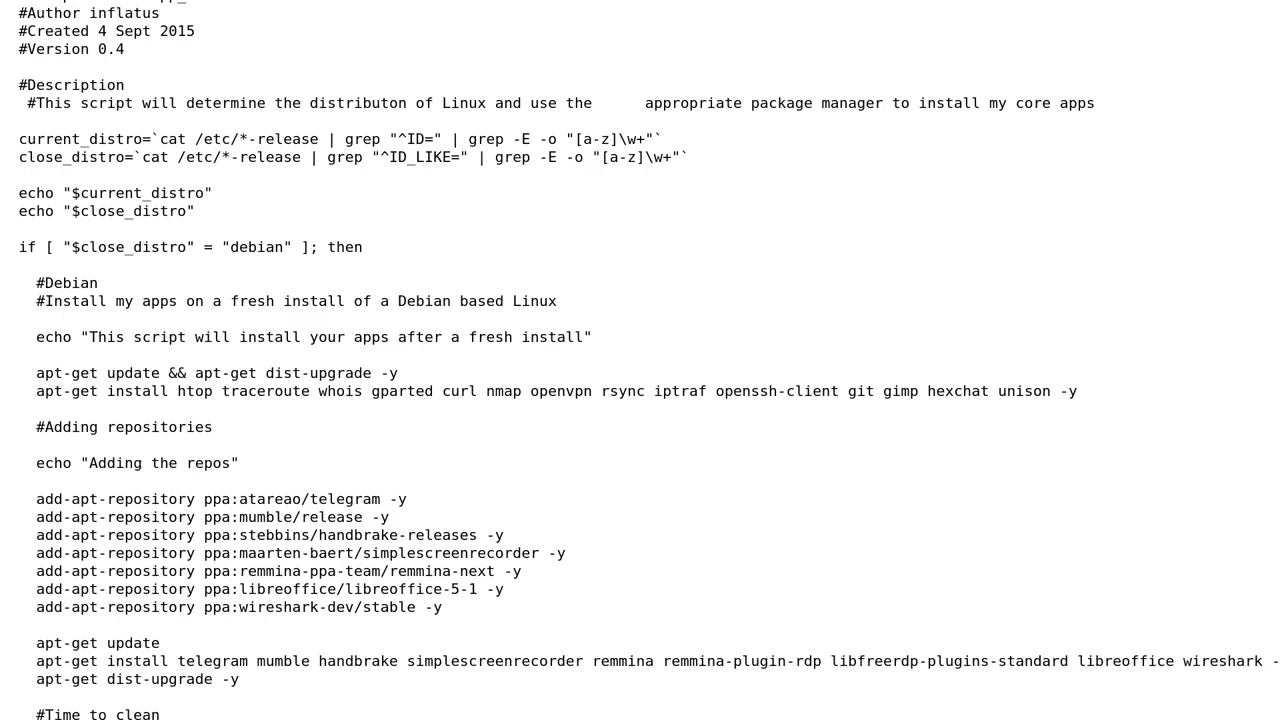 #Author inflatus
#Created 4 Sept 2015
#Version 0.4
#Description
#This script will determine the distributon of Linux and use the appropriate package manager to install my core apps
current_distro=`cat /etc/*-release | grep "^ID=" | grep -E -o "[a-z]\w+"`
close_distro=`cat /etc/*-release | grep "^ID_LIKE=" | grep -E -o "[a-z]\w+"`
echo "$current_distro"
echo "$close_distro"
if [ "$close_distro" = "debian" ]; then
#Debian
#Install my apps on a fresh install of a Debian based Linux
echo "This script will install your apps after a fresh install"
apt-get update && apt-get dist-upgrade -y
apt-get install htop traceroute whois gparted curl nmap openvpn rsync iptraf openssh-client git gimp hexchat unison -y
#Adding repositories
echo "Adding the repos"
add-apt-repository ppa:atareao/telegram -y
add-apt-repository ppa:mumble/release -y
add-apt-repository ppa:stebbins/handbrake-releases -y
add-apt-repository ppa:maarten-baert/simplescreenrecorder -y
add-apt-repository ppa:remmina-ppa-team/remmina-next -y
add-apt-repository ppa:libreoffice/libreoffice-5-1 -y
add-apt-repository ppa:wireshark-dev/stable -y
apt-get update
apt-get install telegram mumble handbrake simplescreenrecorder remmina remmina-plugin-rdp libfreerdp-plugins-standard libreoffice wireshark -
apt-get dist-upgrade -y
#Time to clean